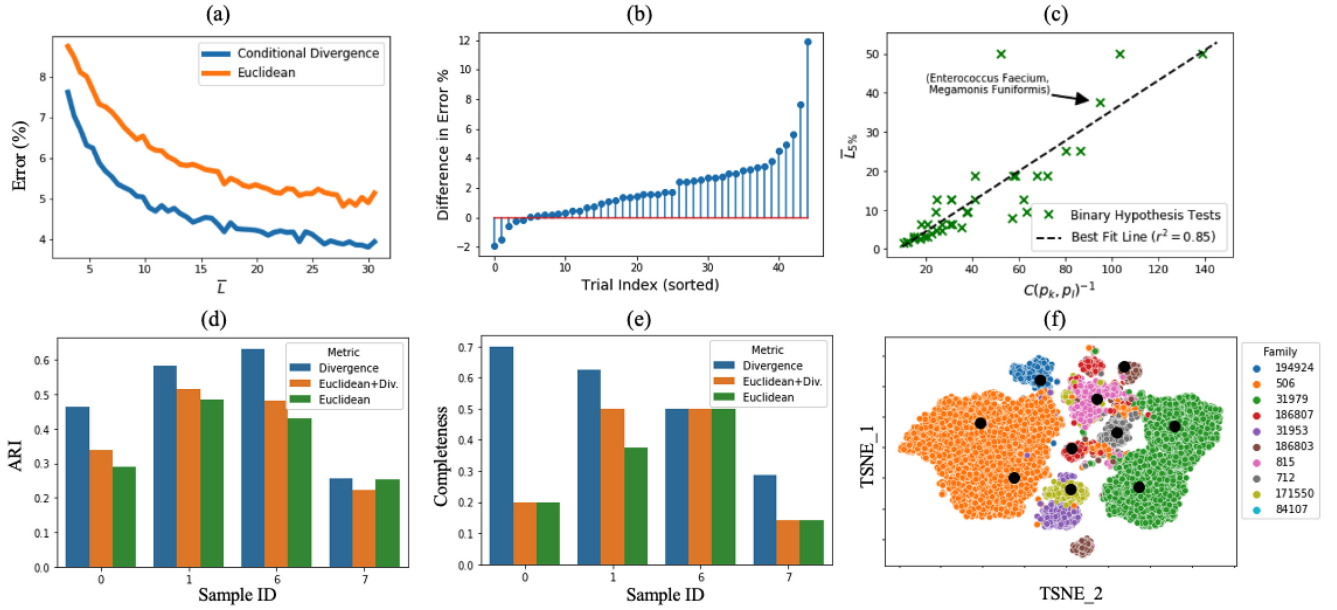 (a)
Error (%)
8
7
6
5
4
Conditional Divergence
Euclidean
5
10
15
20
25
30
L̅
(b)
Difference in Error %
12
10
8
6
4
2
0
−2
0
10
20
30
40
Trial Index (sorted)
(c)
L̅5%
50
40
30
20
10
0
(Enterococcus Faecium,
Megamonis Funiformis)
Binary Hypothesis Tests
Best Fit Line (r² = 0.85)
20
40
60
80
100
120
140
C(pk, pl)⁻¹
(d)
ARI
0.6
0.5
0.4
0.3
0.2
0.1
0.0
Metric
Divergence
Euclidean+Div.
Euclidean
0
1
6
7
Sample ID
(e)
Completeness
0.7
0.6
0.5
0.4
0.3
0.2
0.1
0.0
Metric
Divergence
Euclidean+Div.
Euclidean
0
1
6
7
Sample ID
(f)
TSNE_1
TSNE_2
Family
194924
506
31979
186807
31953
186803
815
712
171550
84107